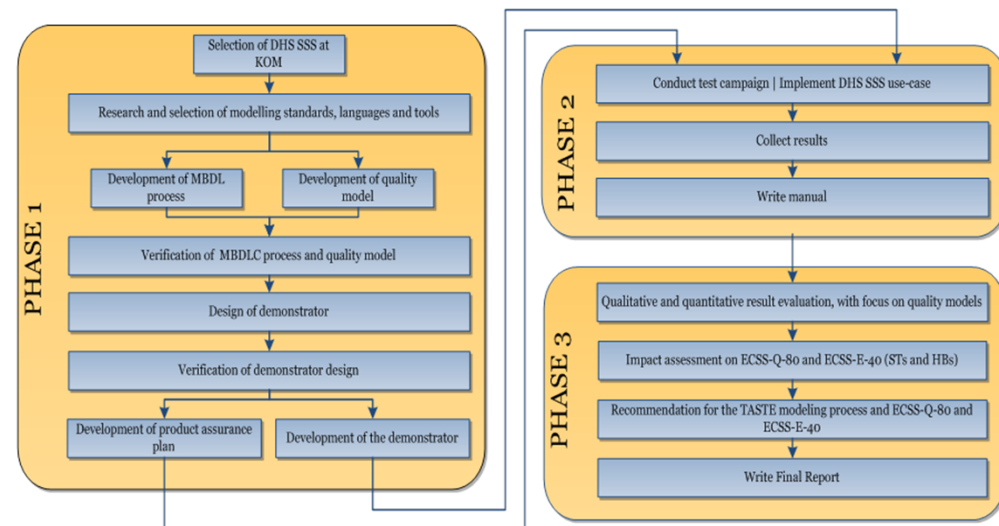 PHASE 1
Selection of DHS SSS at
KOM
Research and selection of modelling standards, languages and tools
Development of MBDL
process
Development of quality
model
Verification of MBDLC process and quality model
Design of demonstrator
Verification of demonstrator design
Development of product assurance
plan
Development of the demonstrator
PHASE 2
Conduct test campaign | Implement DHS SSS use-case
Collect results
Write manual
PHASE 3
Qualitative and quantitative result evaluation, with focus on quality models
Impact assessment on ECSS-Q-80 and ECSS-E-40 (STs and HBs)
Recommendation for the TASTE modeling process and ECSS-Q-80 and
ECSS-E-40
Write Final Report